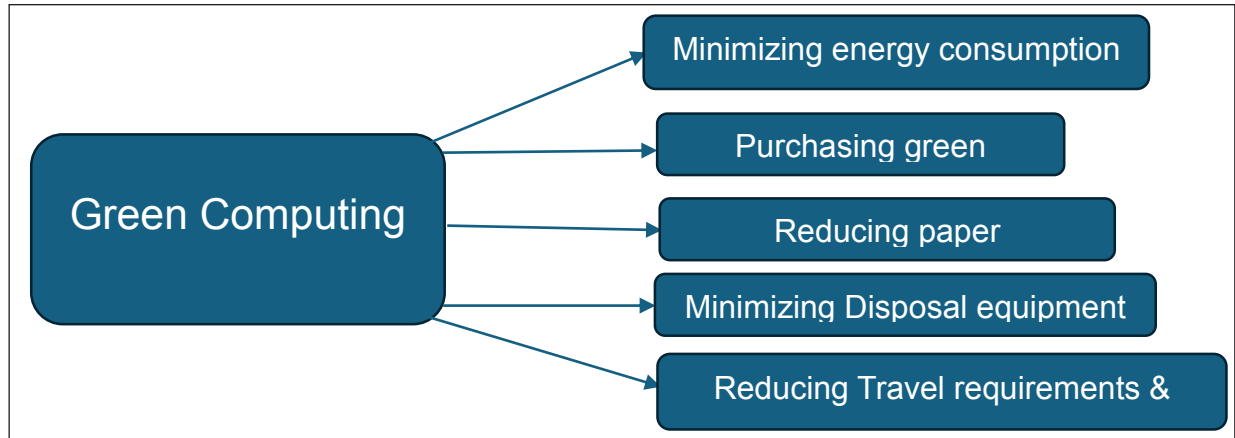 Green Computing
Minimizing energy consumption
Purchasing green
Reducing paper
Minimizing Disposal equipment
Reducing Travel requirements &